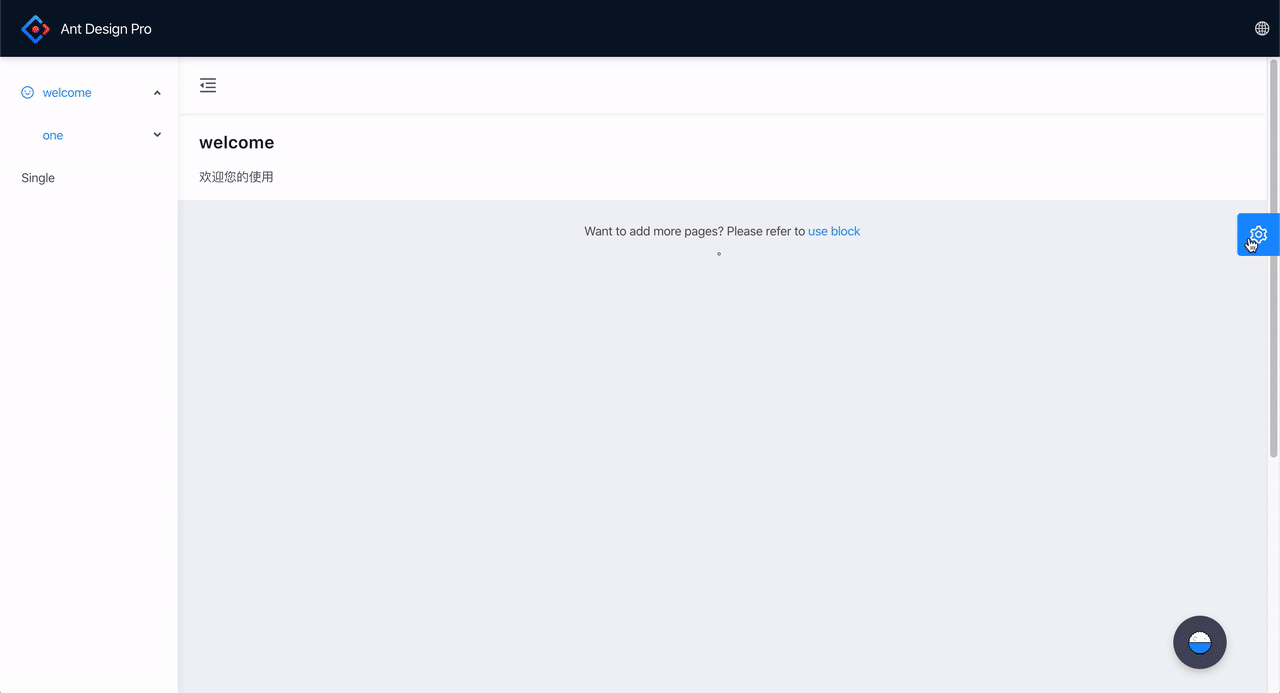 Ant Design Pro
welcome
one
Single
welcome
欢迎您的使用
Want to add more pages? Please refer to use block
。